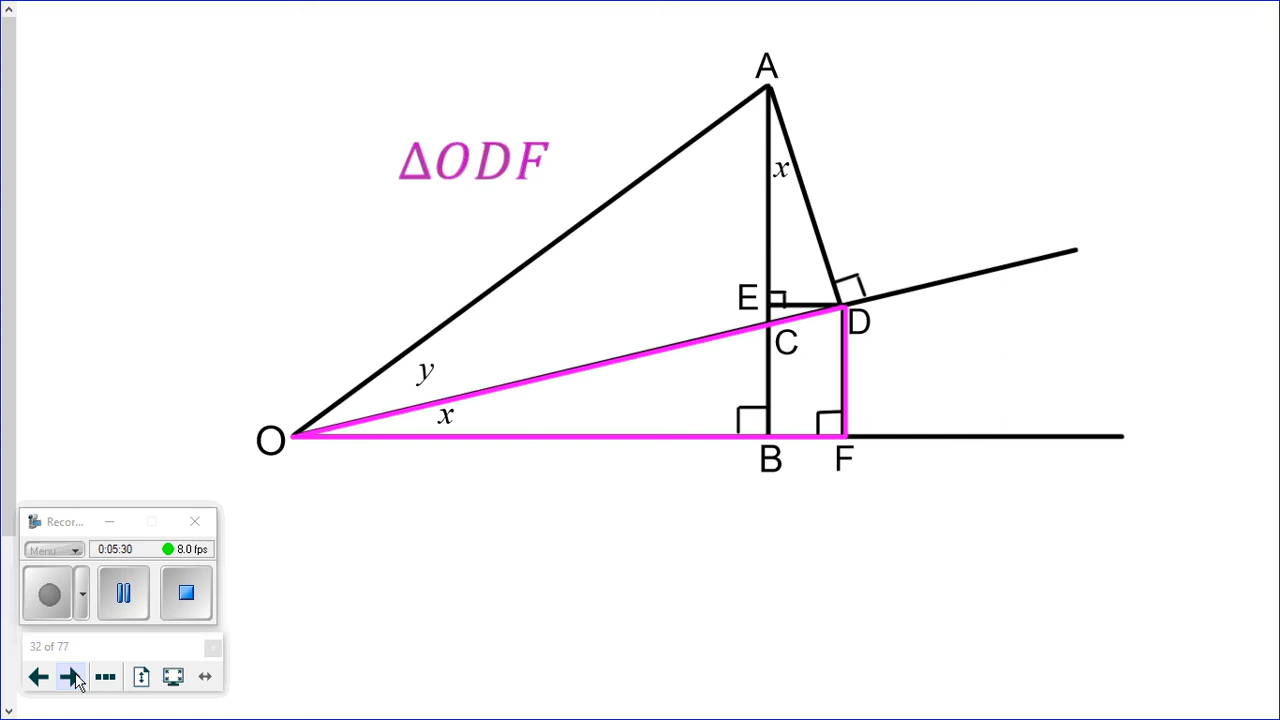 A
ΔODF
x
E
D
C
y
x
O
B
F
Recor...
Menu
0:05:30
8.0 fps
32 of 77
x